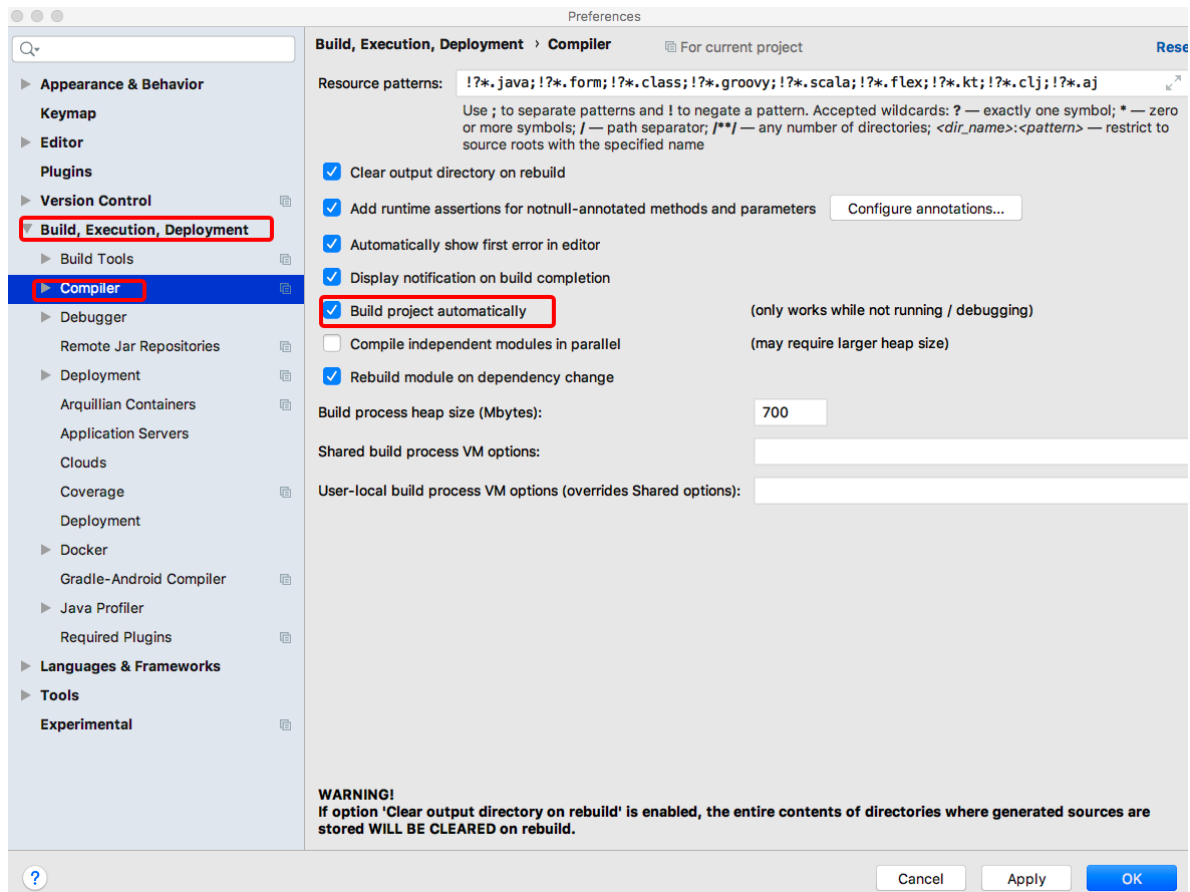 Preferences
Appearance & Behavior
Keymap
Editor
Plugins
Version Control
Build, Execution, Deployment
Build Tools
Compiler
Debugger
Remote Jar Repositories
Deployment
Arquillian Containers
Application Servers
Clouds
Coverage
Deployment
Docker
Gradle-Android Compiler
Java Profiler
Required Plugins
Languages & Frameworks
Tools
Experimental
Build, Execution, Deployment › Compiler
For current project
Rese
Resource patterns: !?*.java;!?*.form;!?*.class;!?*.groovy;!?*.scala;!?*.flex;!?*.kt;!?*.clj;!?*.aj
Use ; to separate patterns and ! to negate a pattern. Accepted wildcards: ? — exactly one symbol; * — zero
or more symbols; / — path separator; /**/ — any number of directories; <dir_name>:<pattern> — restrict to
source roots with the specified name
Clear output directory on rebuild
Add runtime assertions for notnull-annotated methods and parameters Configure annotations...
Automatically show first error in editor
Display notification on build completion
Build project automatically (only works while not running / debugging)
Compile independent modules in parallel (may require larger heap size)
Rebuild module on dependency change
Build process heap size (Mbytes): 700
Shared build process VM options:
User-local build process VM options (overrides Shared options):
WARNING!
If option 'Clear output directory on rebuild' is enabled, the entire contents of directories where generated sources are
stored WILL BE CLEARED on rebuild.
? Cancel Apply OK